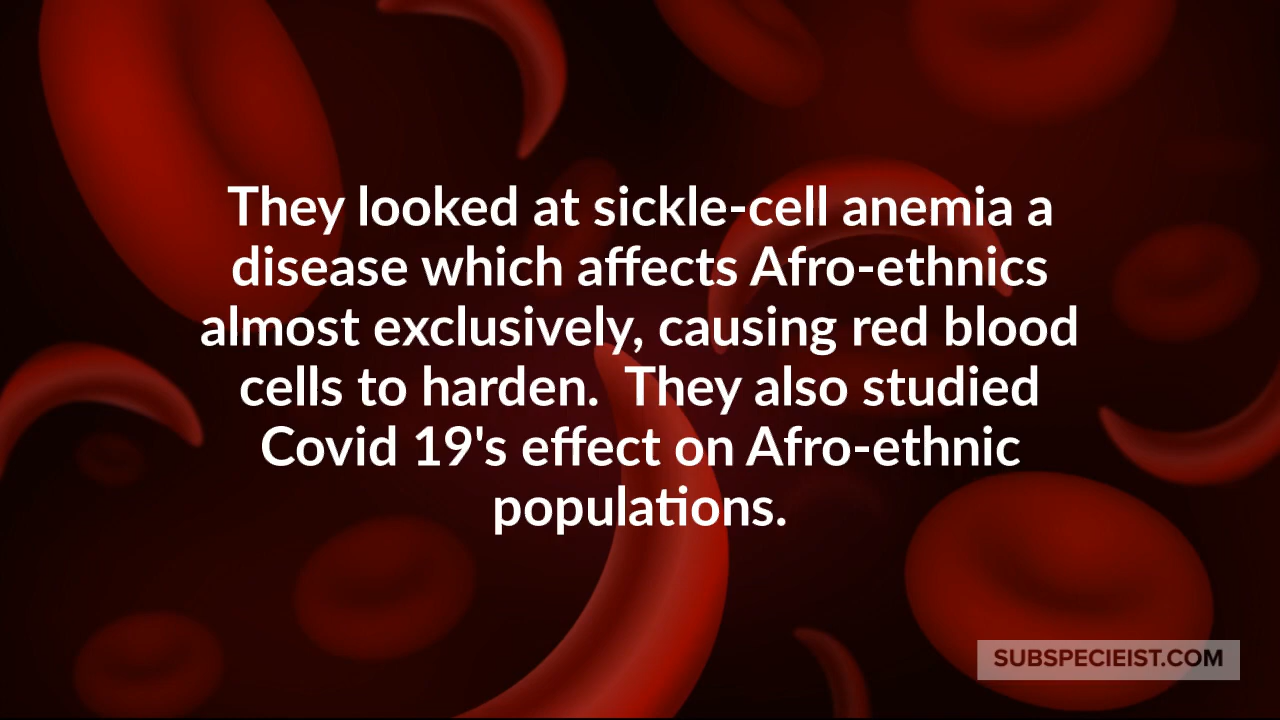 They looked at sickle-cell anemia a
disease which affects Afro-ethnics
almost exclusively, causing red blood
cells to harden.  They also studied
Covid 19's effect on Afro-ethnic
populations.
SUBSPECIEIST.COM